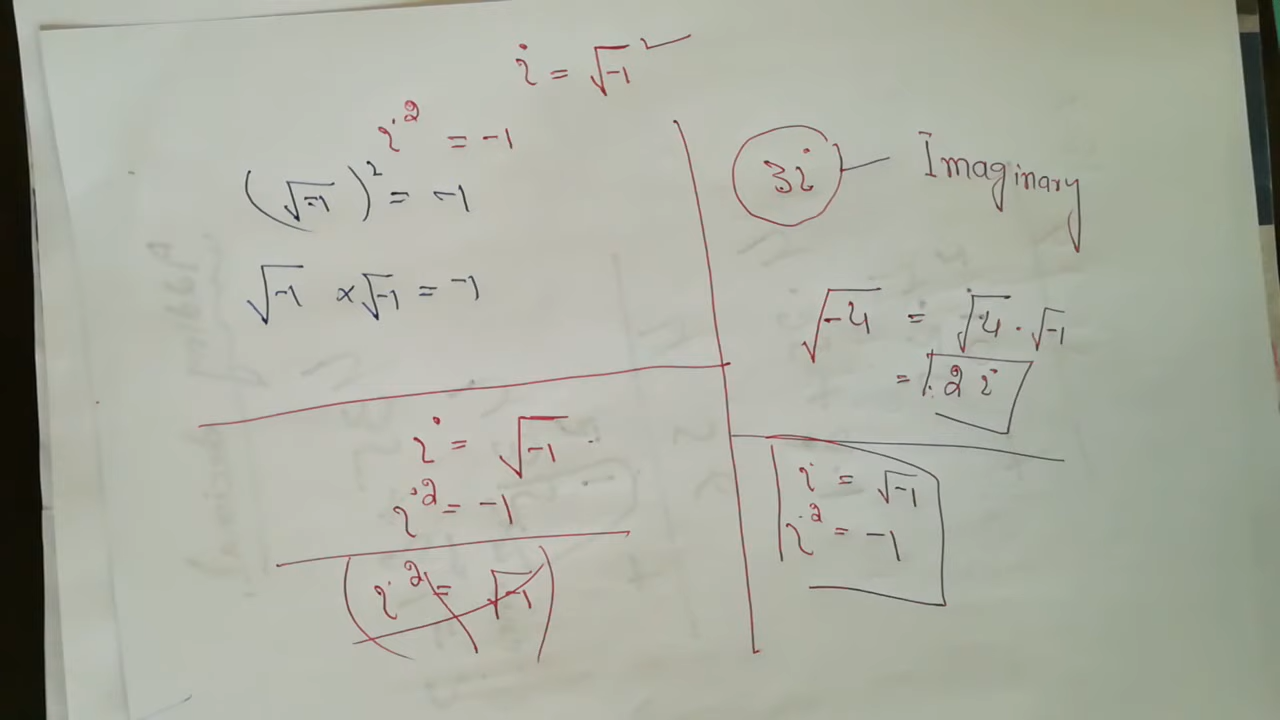 i = √-1
i² = -1
(√-1)² = -1
√-1 × √-1 = -1
i = √-1
i² = -1
(i² = √-1)
3i — Imaginary
√-4 = √4 · √-1
= 2i
i = √-1
i² = -1